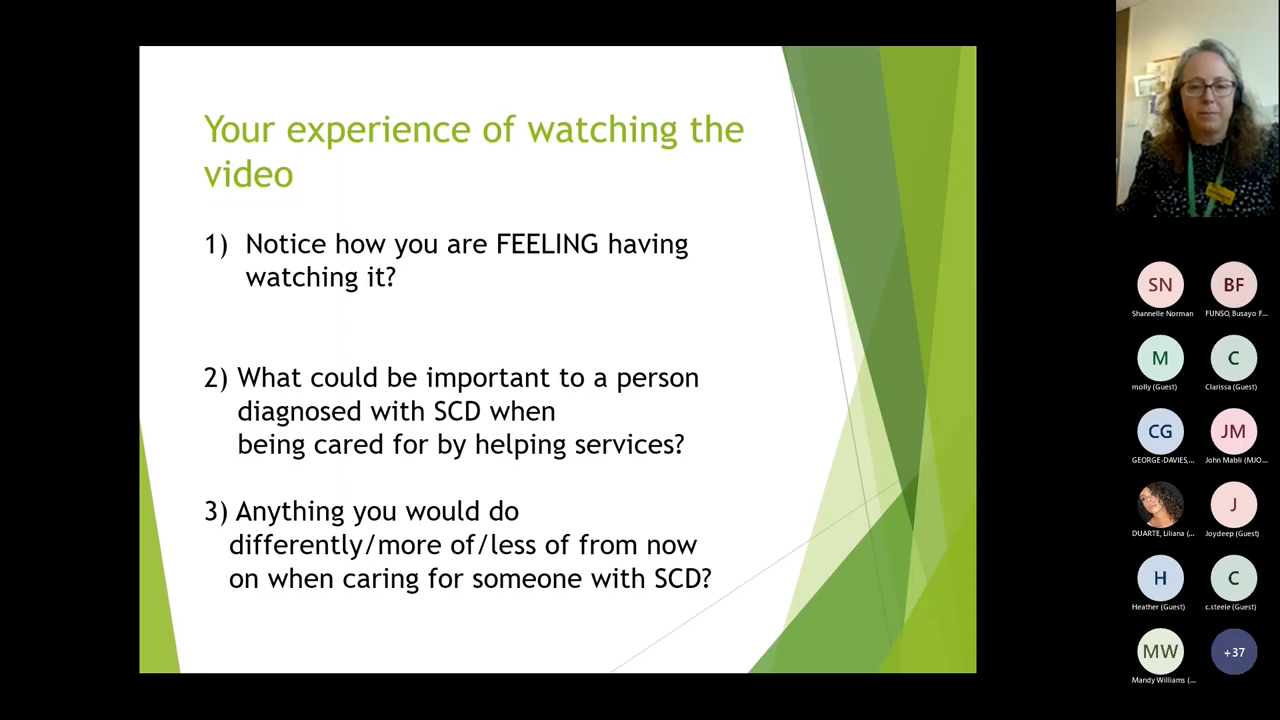 Your experience of watching the
video
1) Notice how you are FEELING having
watching it?
2) What could be important to a person
diagnosed with SCD when
being cared for by helping services?
3) Anything you would do
differently/more of/less of from now
on when caring for someone with SCD?
SN
BF
Shannelle Norman
FUNSO, Busayo F...
M
C
molly (Guest)
Clarissa (Guest)
CG
JM
GEORGE-DAVIES,...
John Mabli (MJO...
J
DUARTE, Liliana (...
Joydeep (Guest)
H
C
Heather (Guest)
c.steele (Guest)
MW
+37
Mandy Williams (...